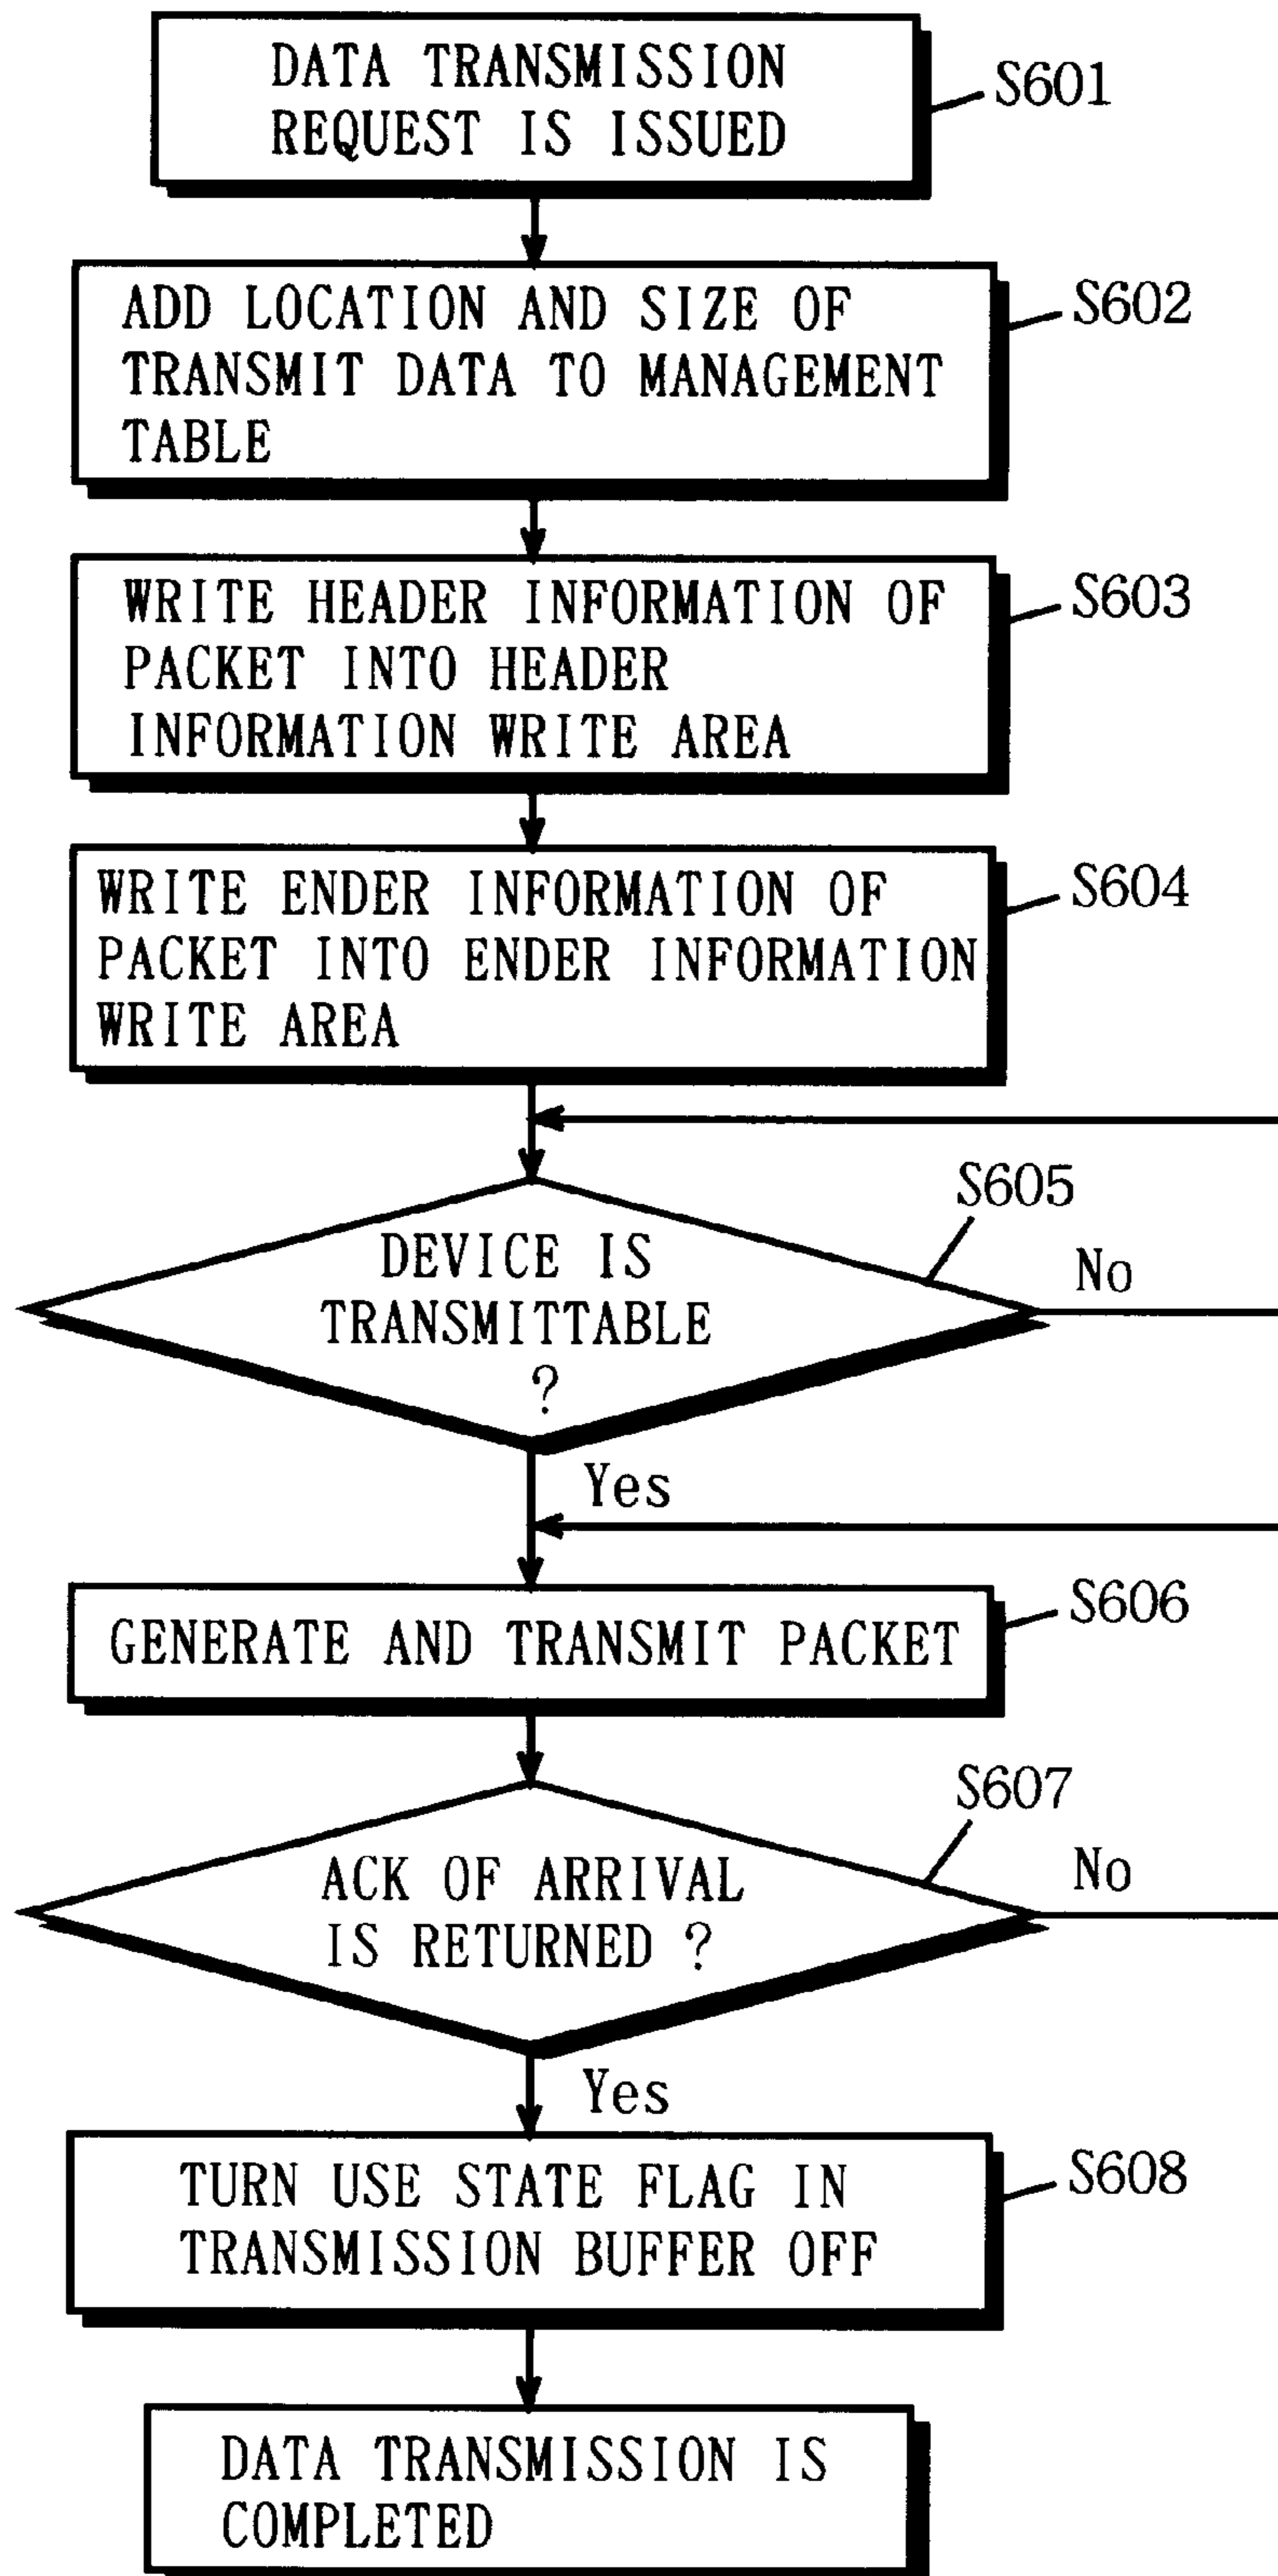 DATA TRANSMISSION
REQUEST IS ISSUED
S601
ADD LOCATION AND SIZE OF
TRANSMIT DATA TO MANAGEMENT
TABLE
S602
WRITE HEADER INFORMATION OF
PACKET INTO HEADER
INFORMATION WRITE AREA
S603
WRITE ENDER INFORMATION OF
PACKET INTO ENDER INFORMATION
WRITE AREA
S604
DEVICE IS
TRANSMITTABLE
?
S605
No
Yes
GENERATE AND TRANSMIT PACKET
S606
ACK OF ARRIVAL
IS RETURNED ?
S607
No
Yes
TURN USE STATE FLAG IN
TRANSMISSION BUFFER OFF
S608
DATA TRANSMISSION IS
COMPLETED